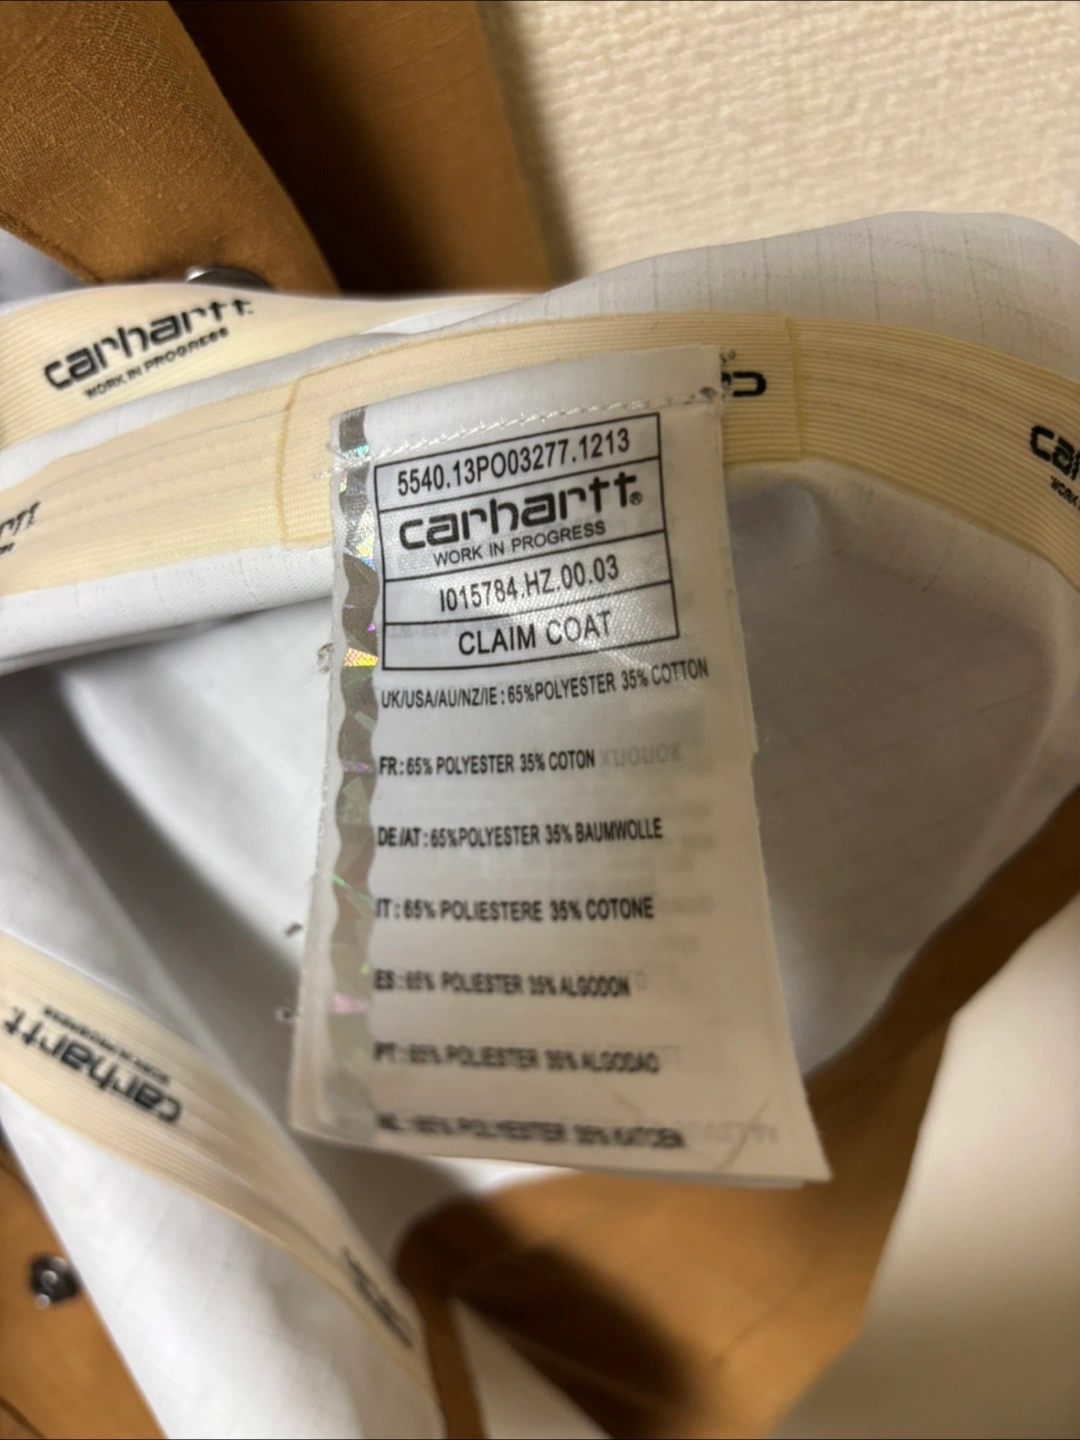 carhartt
WORK IN PROGRESS
5540.13PO03277.1213
carhartt®
WORK IN PROGRESS
I015784.HZ.00.03
CLAIM COAT
UK/USA/AU/NZ/IE : 65%POLYESTER 35% COTTON
FR : 65% POLYESTER 35% COTON
DE/AT : 65%POLYESTER 35% BAUMWOLLE
IT : 65% POLIESTERE 35% COTONE
ES : 65% POLIESTER 35% ALGODON
PT : 65% POLIESTER 35% ALGODAO
NL : 65% POLYESTER 35% KATOEN
carhartt
WORK IN PROGRESS